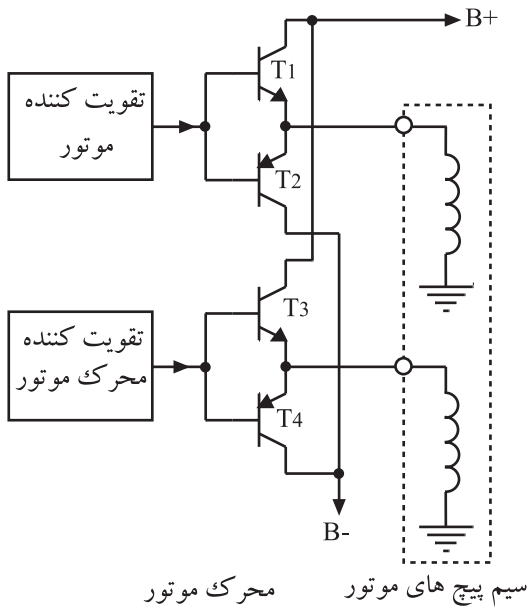 B+
T1
تقویت کننده
موتور
T2
T3
تقویت کننده
محرک موتور
T4
B-
سیم پیچ های موتور
محرک موتور